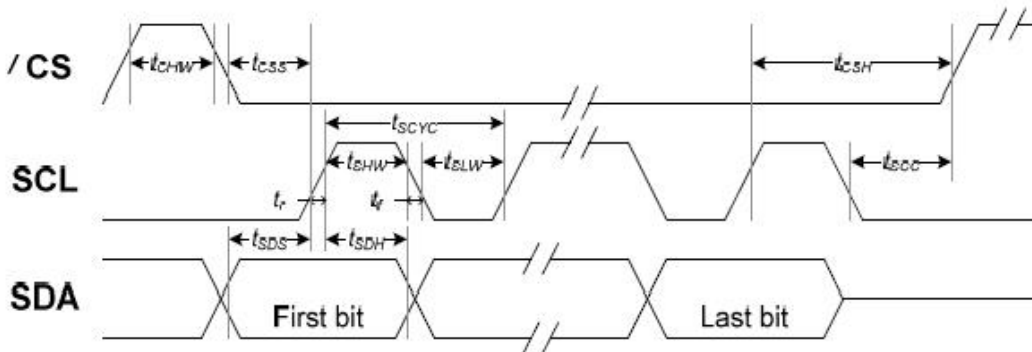 / CS tCHW tCSS tCSH
tSCYC
SCL tSHW tSLW tSCC
tr tf
tSDS tSDH
SDA First bit Last bit